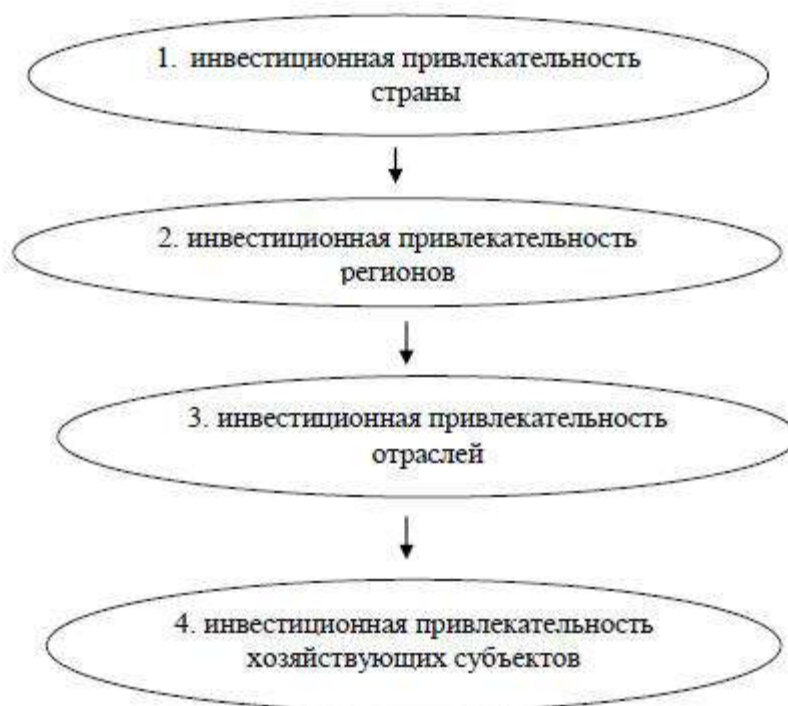 1. инвестиционная привлекательность
страны
2. инвестиционная привлекательность
регионов
3. инвестиционная привлекательность
отраслей
4. инвестиционная привлекательность
хозяйствующих субъектов